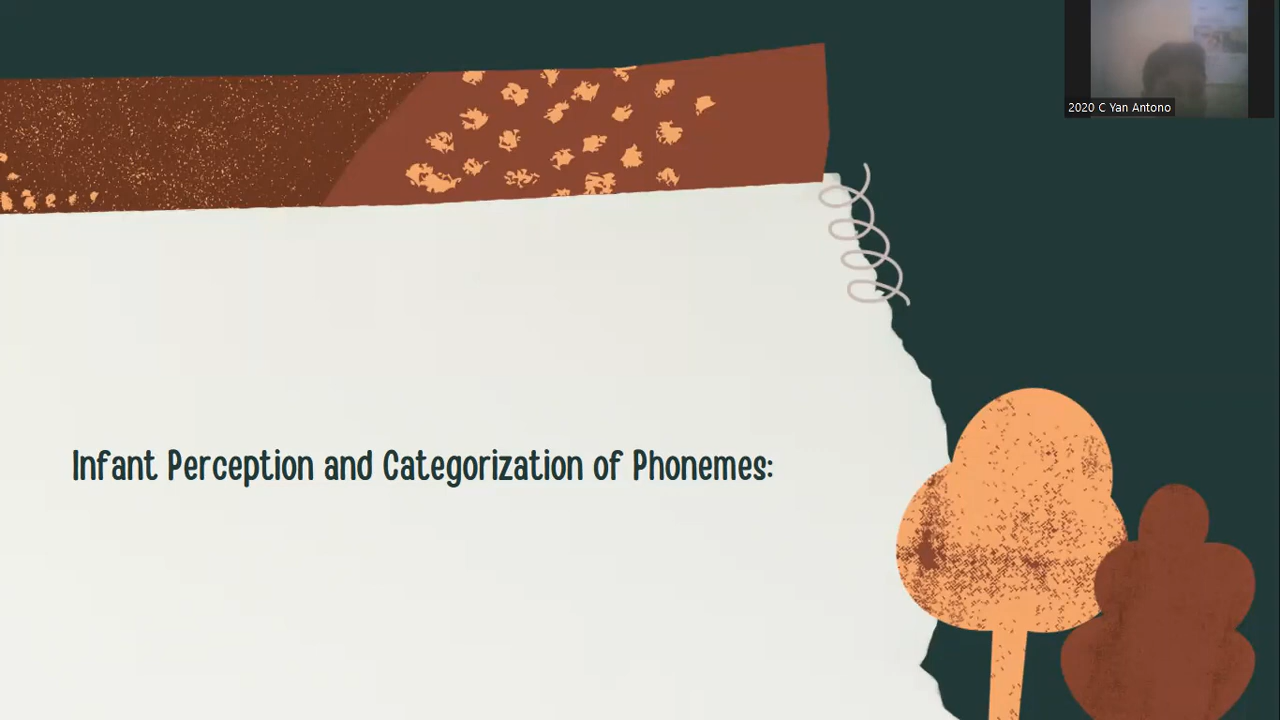 2020 C Yan Antono
Infant Perception and Categorization of Phonemes: